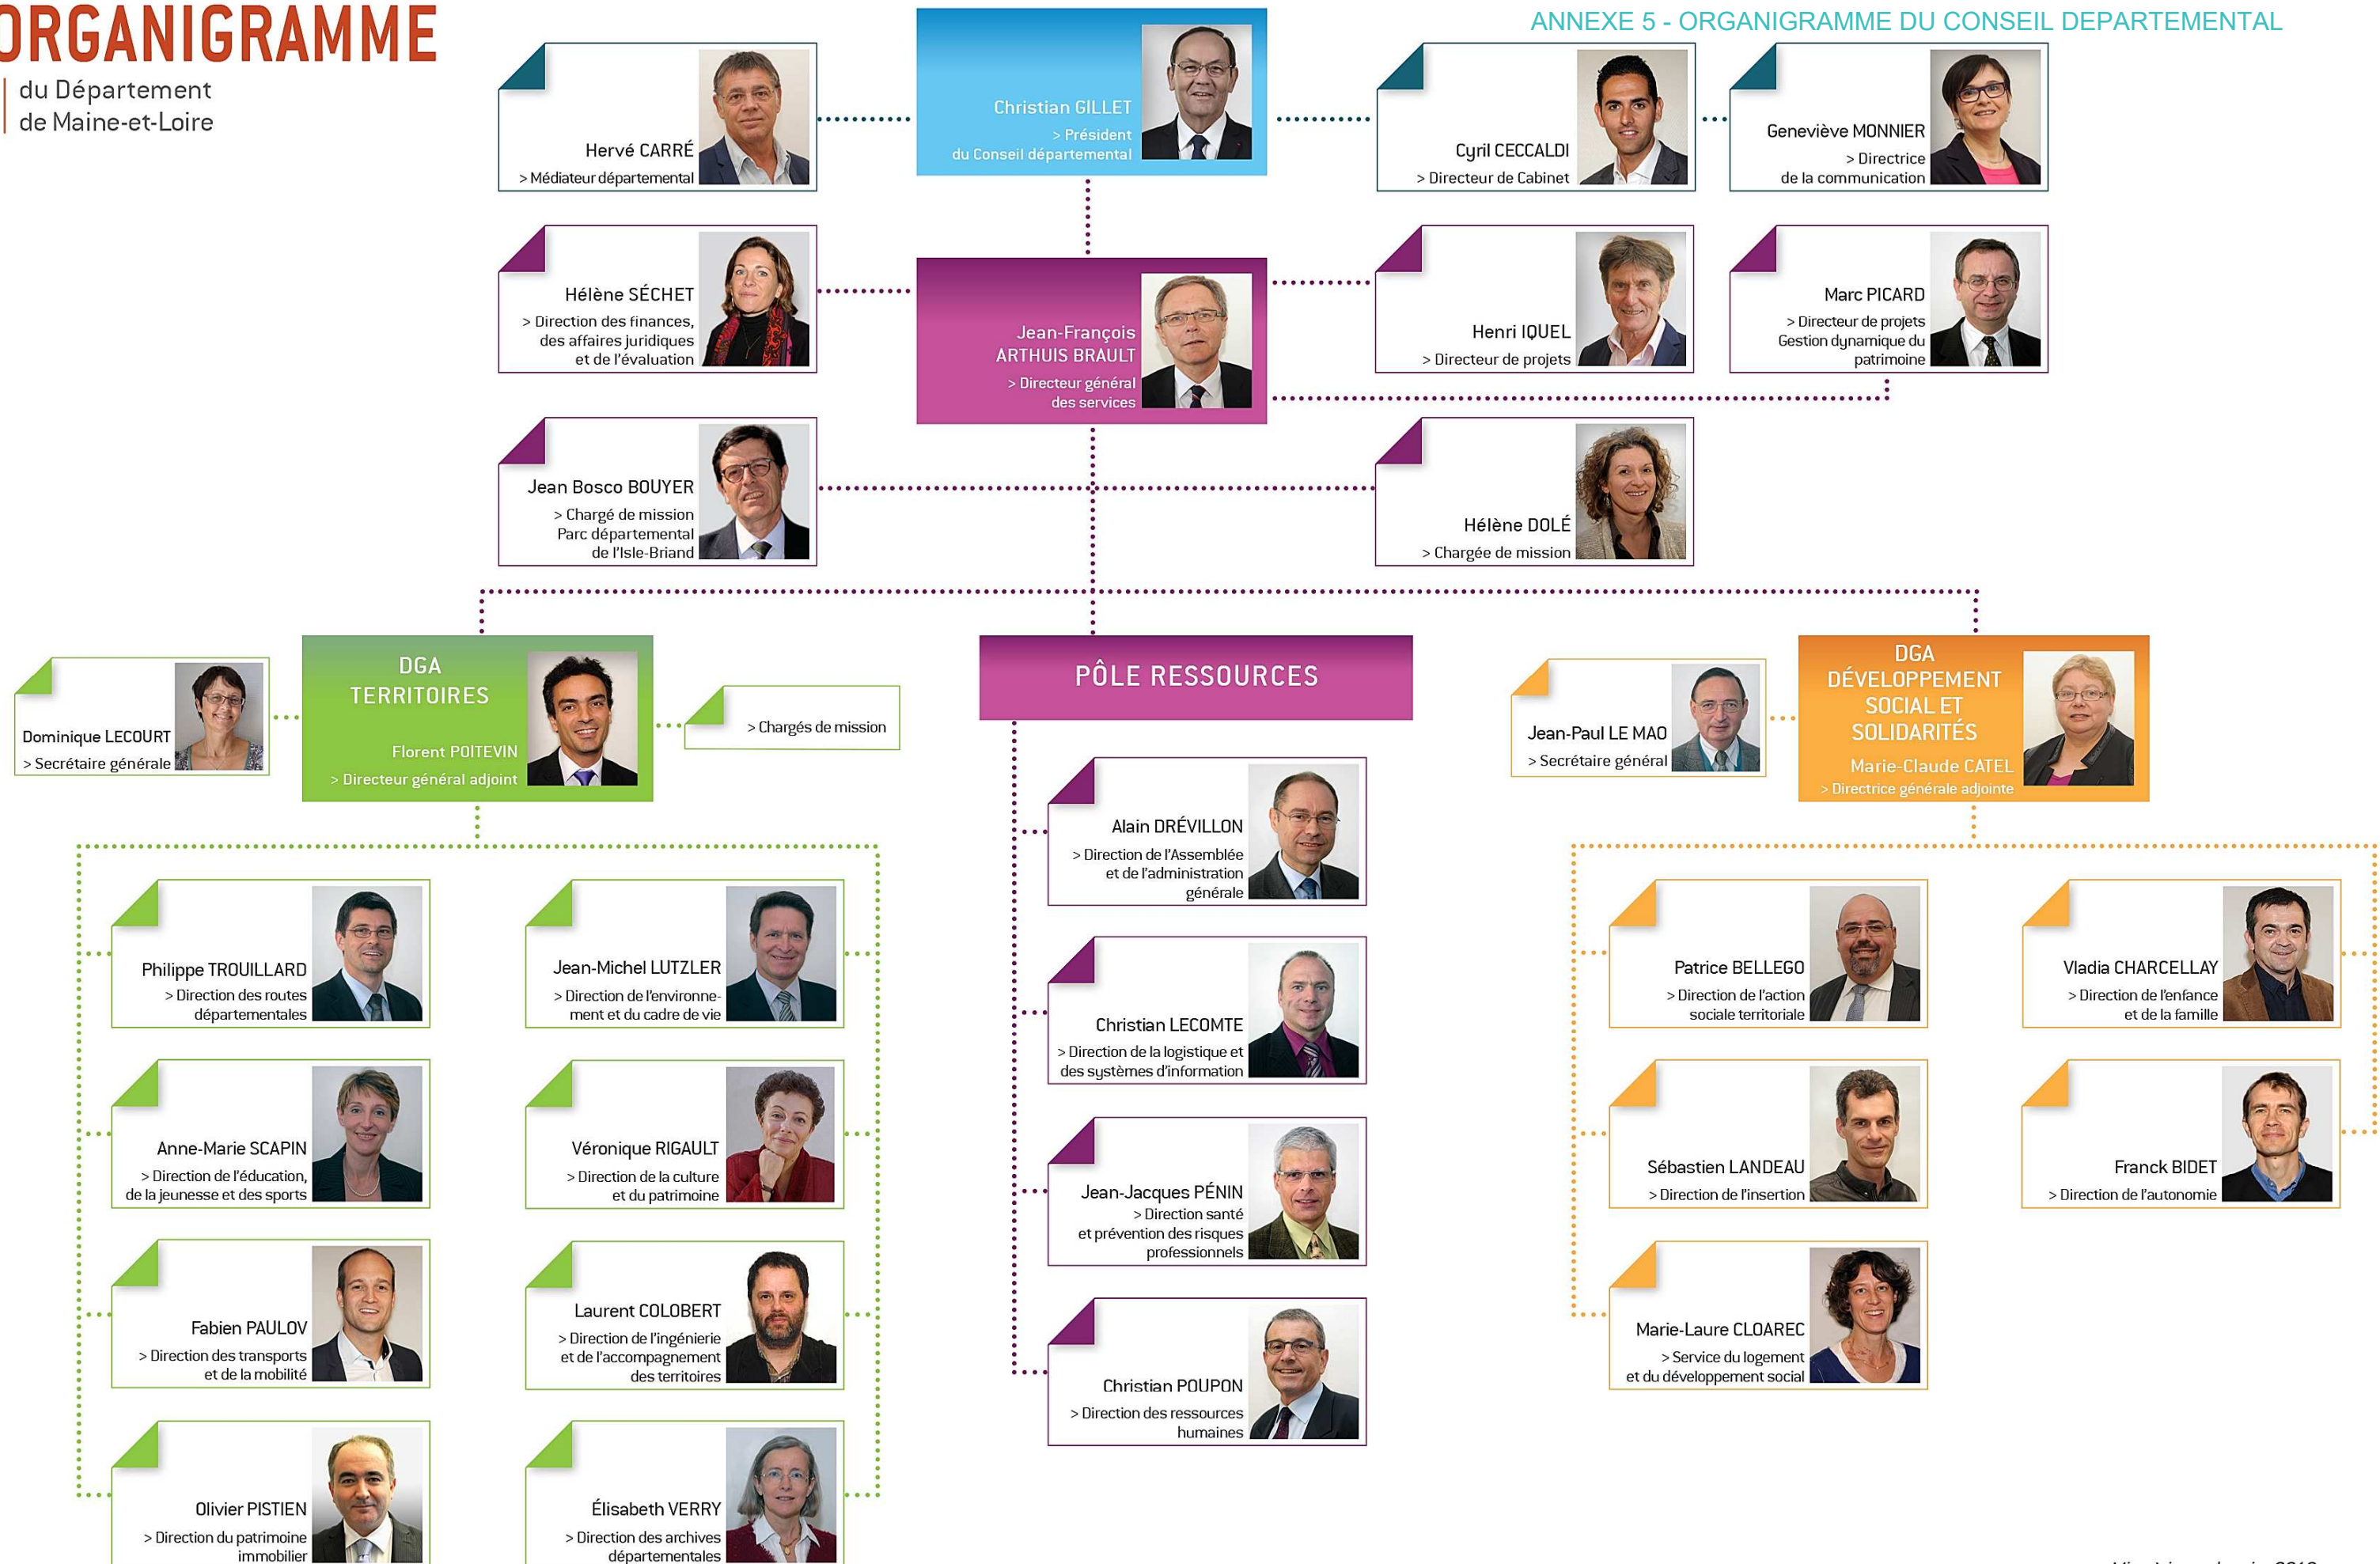 ORGANIGRAMME
du Département
de Maine-et-Loire
ANNEXE 5 - ORGANIGRAMME DU CONSEIL DEPARTEMENTAL
Hervé CARRÉ
> Médiateur départemental
Christian GILLET
> Président
du Conseil départemental
Cyril CECCALDI
> Directeur de Cabinet
Geneviève MONNIER
> Directrice
de la communication
Hélène SÉCHET
> Direction des finances,
des affaires juridiques
et de l'évaluation
Jean-François
ARTHUIS BRAULT
> Directeur général
des services
Henri IQUEL
> Directeur de projets
Marc PICARD
> Directeur de projets
Gestion dynamique du
patrimoine
Jean Bosco BOUYER
> Chargé de mission
Parc départemental
de l'Isle-Briand
Hélène DOLÉ
> Chargée de mission
Dominique LECOURT
> Secrétaire générale
DGA
TERRITOIRES
Florent POITEVIN
> Directeur général adjoint
> Chargés de mission
PÔLE RESSOURCES
Jean-Paul LE MAO
> Secrétaire général
DGA
DÉVELOPPEMENT
SOCIAL ET
SOLIDARITÉS
Marie-Claude CATEL
> Directrice générale adjointe
Philippe TROUILLARD
> Direction des routes
départementales
Jean-Michel LUTZLER
> Direction de l'environne-
ment et du cadre de vie
Anne-Marie SCAPIN
> Direction de l'éducation,
de la jeunesse et des sports
Véronique RIGAULT
> Direction de la culture
et du patrimoine
Fabien PAULOV
> Direction des transports
et de la mobilité
Laurent COLOBERT
> Direction de l'ingénierie
et de l'accompagnement
des territoires
Olivier PISTIEN
> Direction du patrimoine
immobilier
Élisabeth VERRY
> Direction des archives
départementales
Alain DRÉVILLON
> Direction de l'Assemblée
et de l'administration
générale
Christian LECOMTE
> Direction de la logistique et
des systèmes d'information
Jean-Jacques PÉNIN
> Direction santé
et prévention des risques
professionnels
Christian POUPON
> Direction des ressources
humaines
Patrice BELLEGO
> Direction de l'action
sociale territoriale
Vladia CHARCELLAY
> Direction de l'enfance
et de la famille
Sébastien LANDEAU
> Direction de l'insertion
Franck BIDET
> Direction de l'autonomie
Marie-Laure CLOAREC
> Service du logement
et du développement social